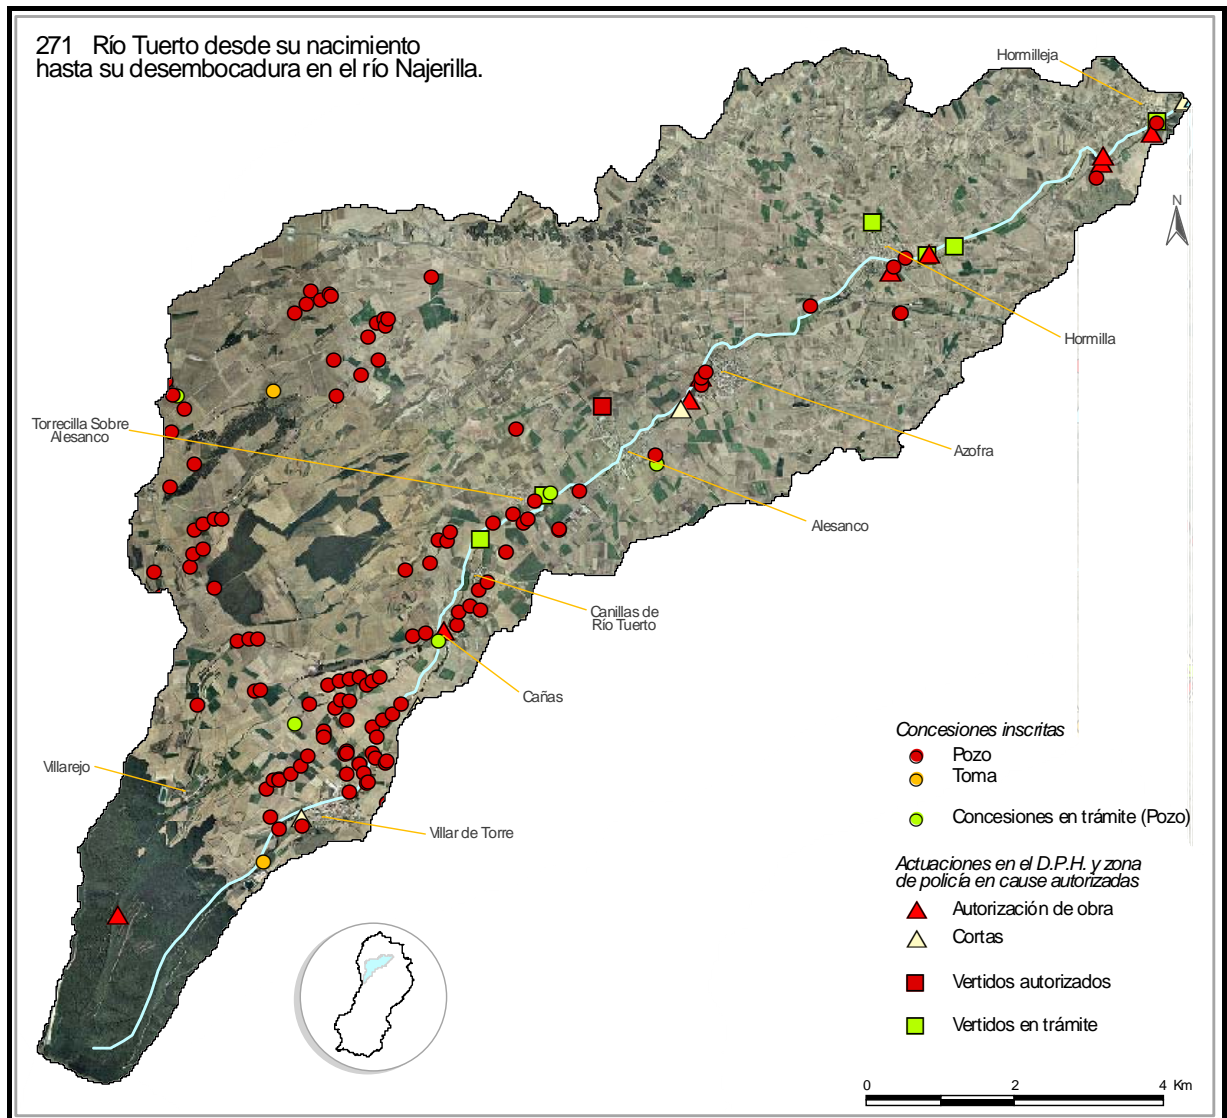 271 Río Tuerto desde su nacimiento
hasta su desembocadura en el río Najerilla.
Hormilleja
N
Hormilla
Torrecilla Sobre
Alesanco
Azofra
Alesanco
Canillas de
Río Tuerto
Cañas
Villarejo
Villar de Torre
Concesiones inscritas
Pozo
Toma
Concesiones en trámite (Pozo)
Actuaciones en el D.P.H. y zona
de policía en cause autorizadas
Autorización de obra
Cortas
Vertidos autorizados
Vertidos en trámite
0 2 4 Km